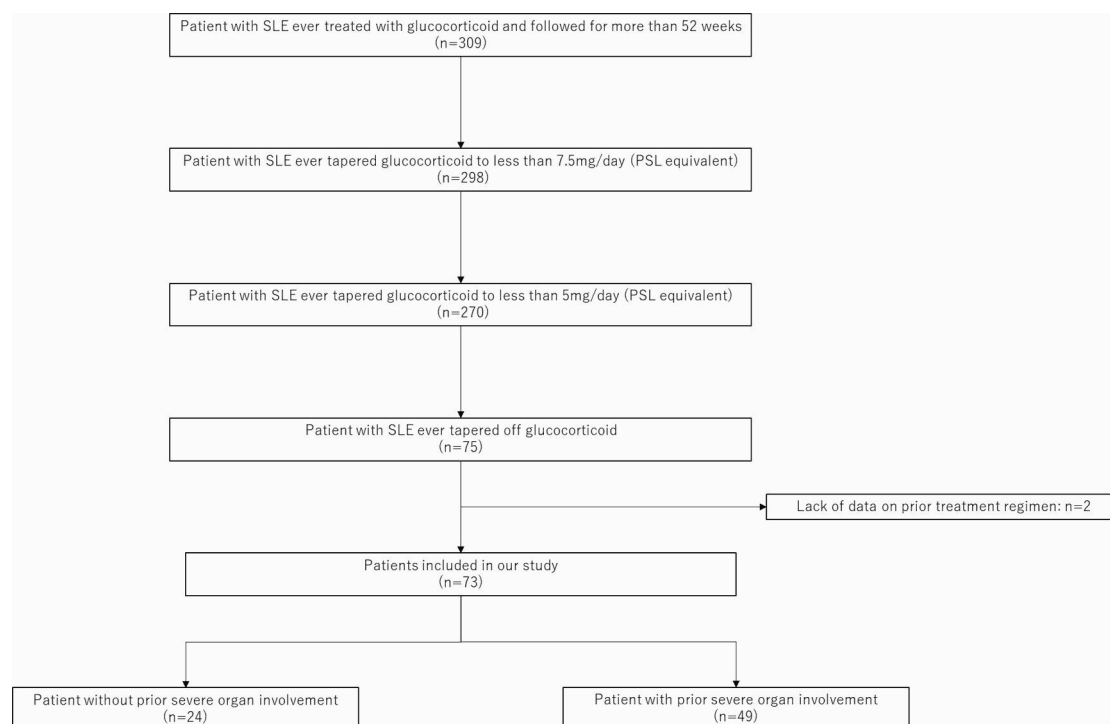 Patient with SLE ever treated with glucocorticoid and followed for more than 52 weeks
(n=309)
Patient with SLE ever tapered glucocorticoid to less than 7.5mg/day (PSL equivalent)
(n=298)
Patient with SLE ever tapered glucocorticoid to less than 5mg/day (PSL equivalent)
(n=270)
Patient with SLE ever tapered off glucocorticoid
(n=75)
Lack of data on prior treatment regimen: n=2
Patients included in our study
(n=73)
Patient without prior severe organ involvement
(n=24)
Patient with prior severe organ involvement
(n=49)